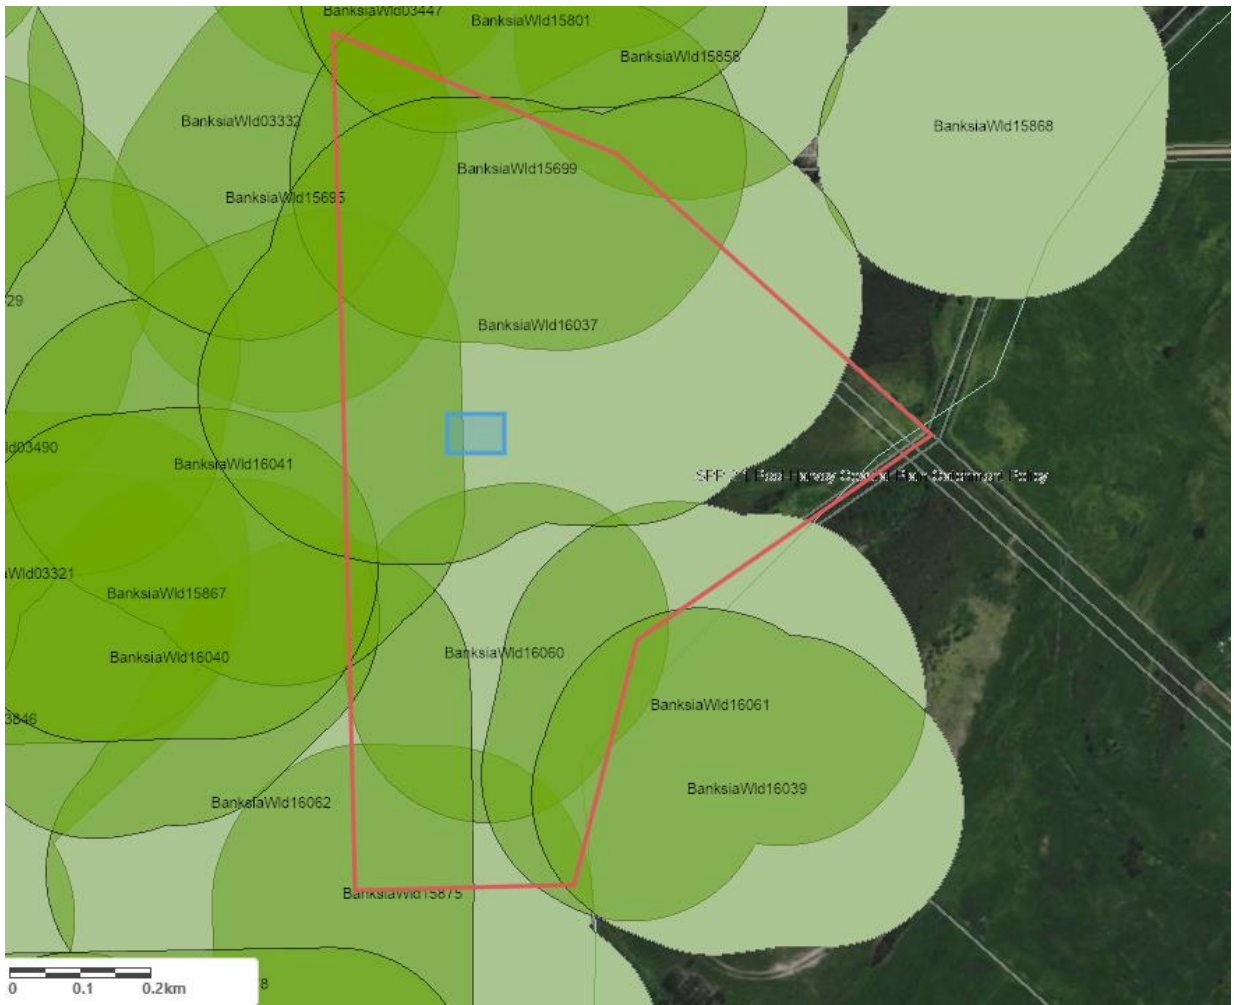 BanksiaWld03447
BanksiaWld15801
BanksiaWld15858
BanksiaWld03332
BanksiaWld15868
BanksiaWld15699
BanksiaWld15695
29
BanksiaWld16037
ld03490
BanksiaWld16041
Wld03321
BanksiaWld15867
BanksiaWld16060
BanksiaWld16040
BanksiaWld16061
3846
BanksiaWld16039
BanksiaWld16062
BanksiaWld15875
8
0 0.1 0.2km